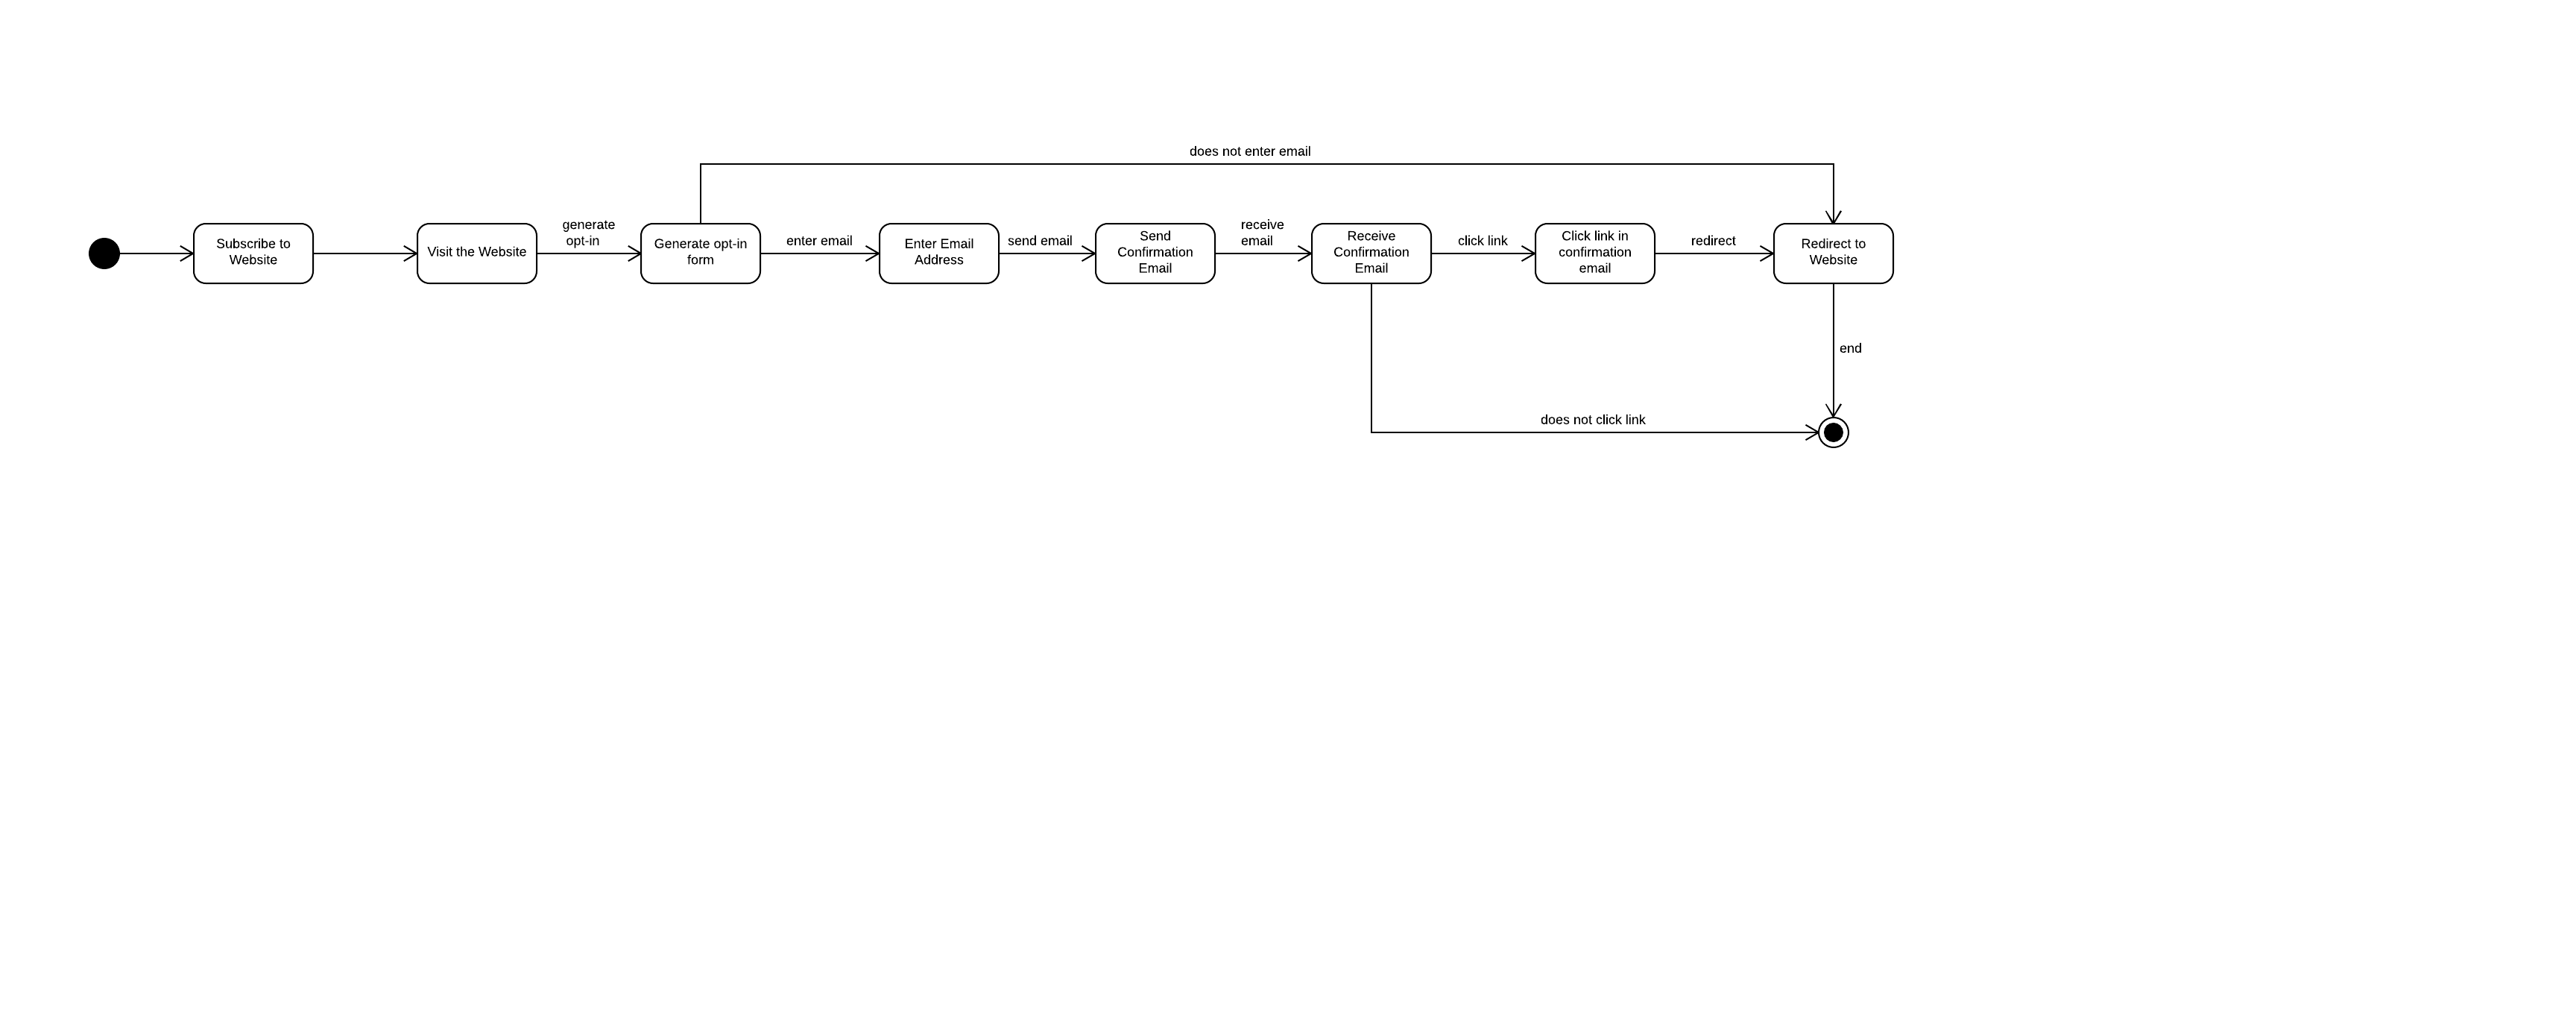 does not enter email
Subscribe to
Website
Visit the Website
generate
opt-in
Generate opt-in
form
enter email
Enter Email
Address
send email
Send
Confirmation
Email
receive
email
Receive
Confirmation
Email
click link
Click link in
confirmation
email
redirect
Redirect to
Website
end
does not click link